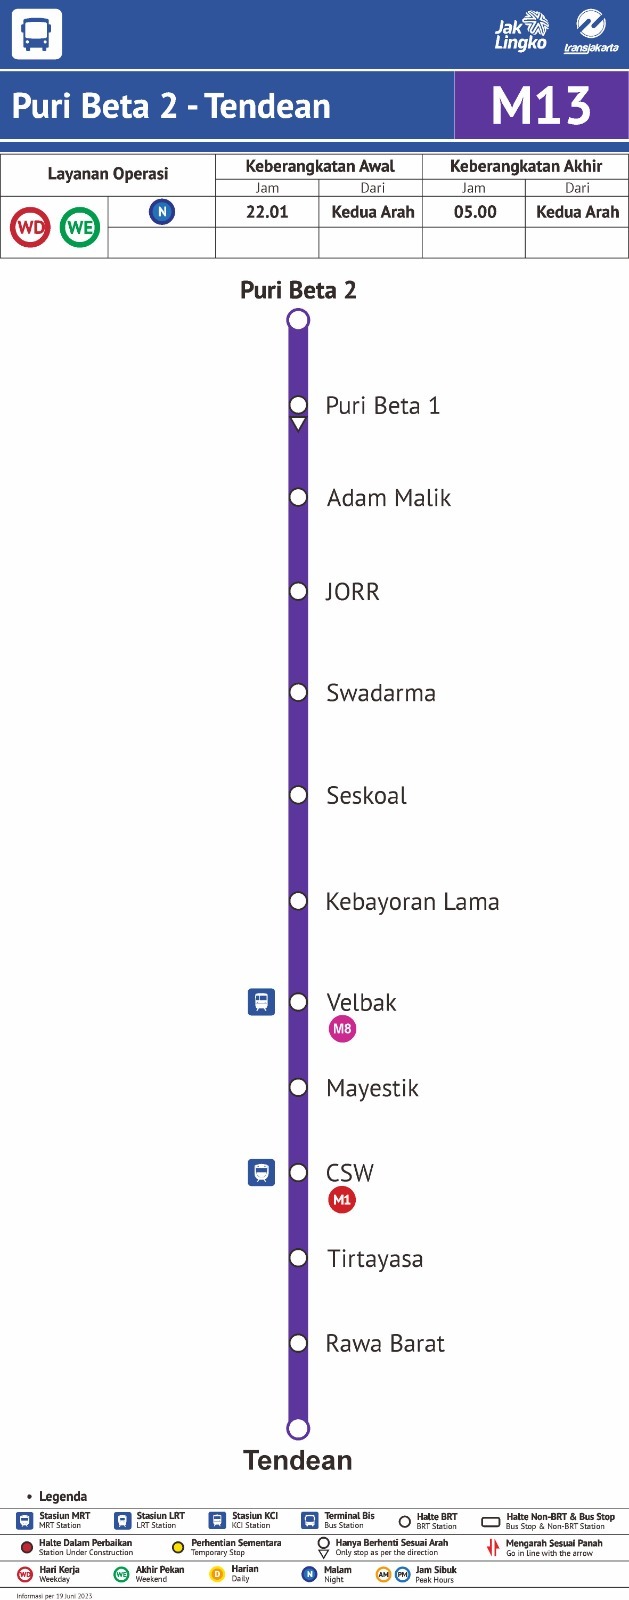 Jak
Lingko
transjakarta
Puri Beta 2 - Tendean
M13
Layanan Operasi
Keberangkatan Awal
Keberangkatan Akhir
Jam
Dari
Jam
Dari
WD
WE
N
22.01
Kedua Arah
05.00
Kedua Arah
Puri Beta 2
Puri Beta 1
Adam Malik
JORR
Swadarma
Seskoal
Kebayoran Lama
Velbak
M8
Mayestik
CSW
M1
Tirtayasa
Rawa Barat
Tendean
• Legenda
Stasiun MRT
MRT Station
Stasiun LRT
LRT Station
Stasiun KCI
KCI Station
Terminal Bis
Bus Station
Halte BRT
BRT Station
Halte Non-BRT & Bus Stop
Bus Stop & Non-BRT Station
Halte Dalam Perbaikan
Station Under Construction
Perhentian Sementara
Temporary Stop
Hanya Berhenti Sesuai Arah
Only stop as per the direction
Mengarah Sesuai Panah
Go in line with the arrow
WD
Hari Kerja
Weekday
WE
Akhir Pekan
Weekend
D
Harian
Daily
N
Malam
Night
AM
PM
Jam Sibuk
Peak Hours
Informasi per 19 Juni 2023